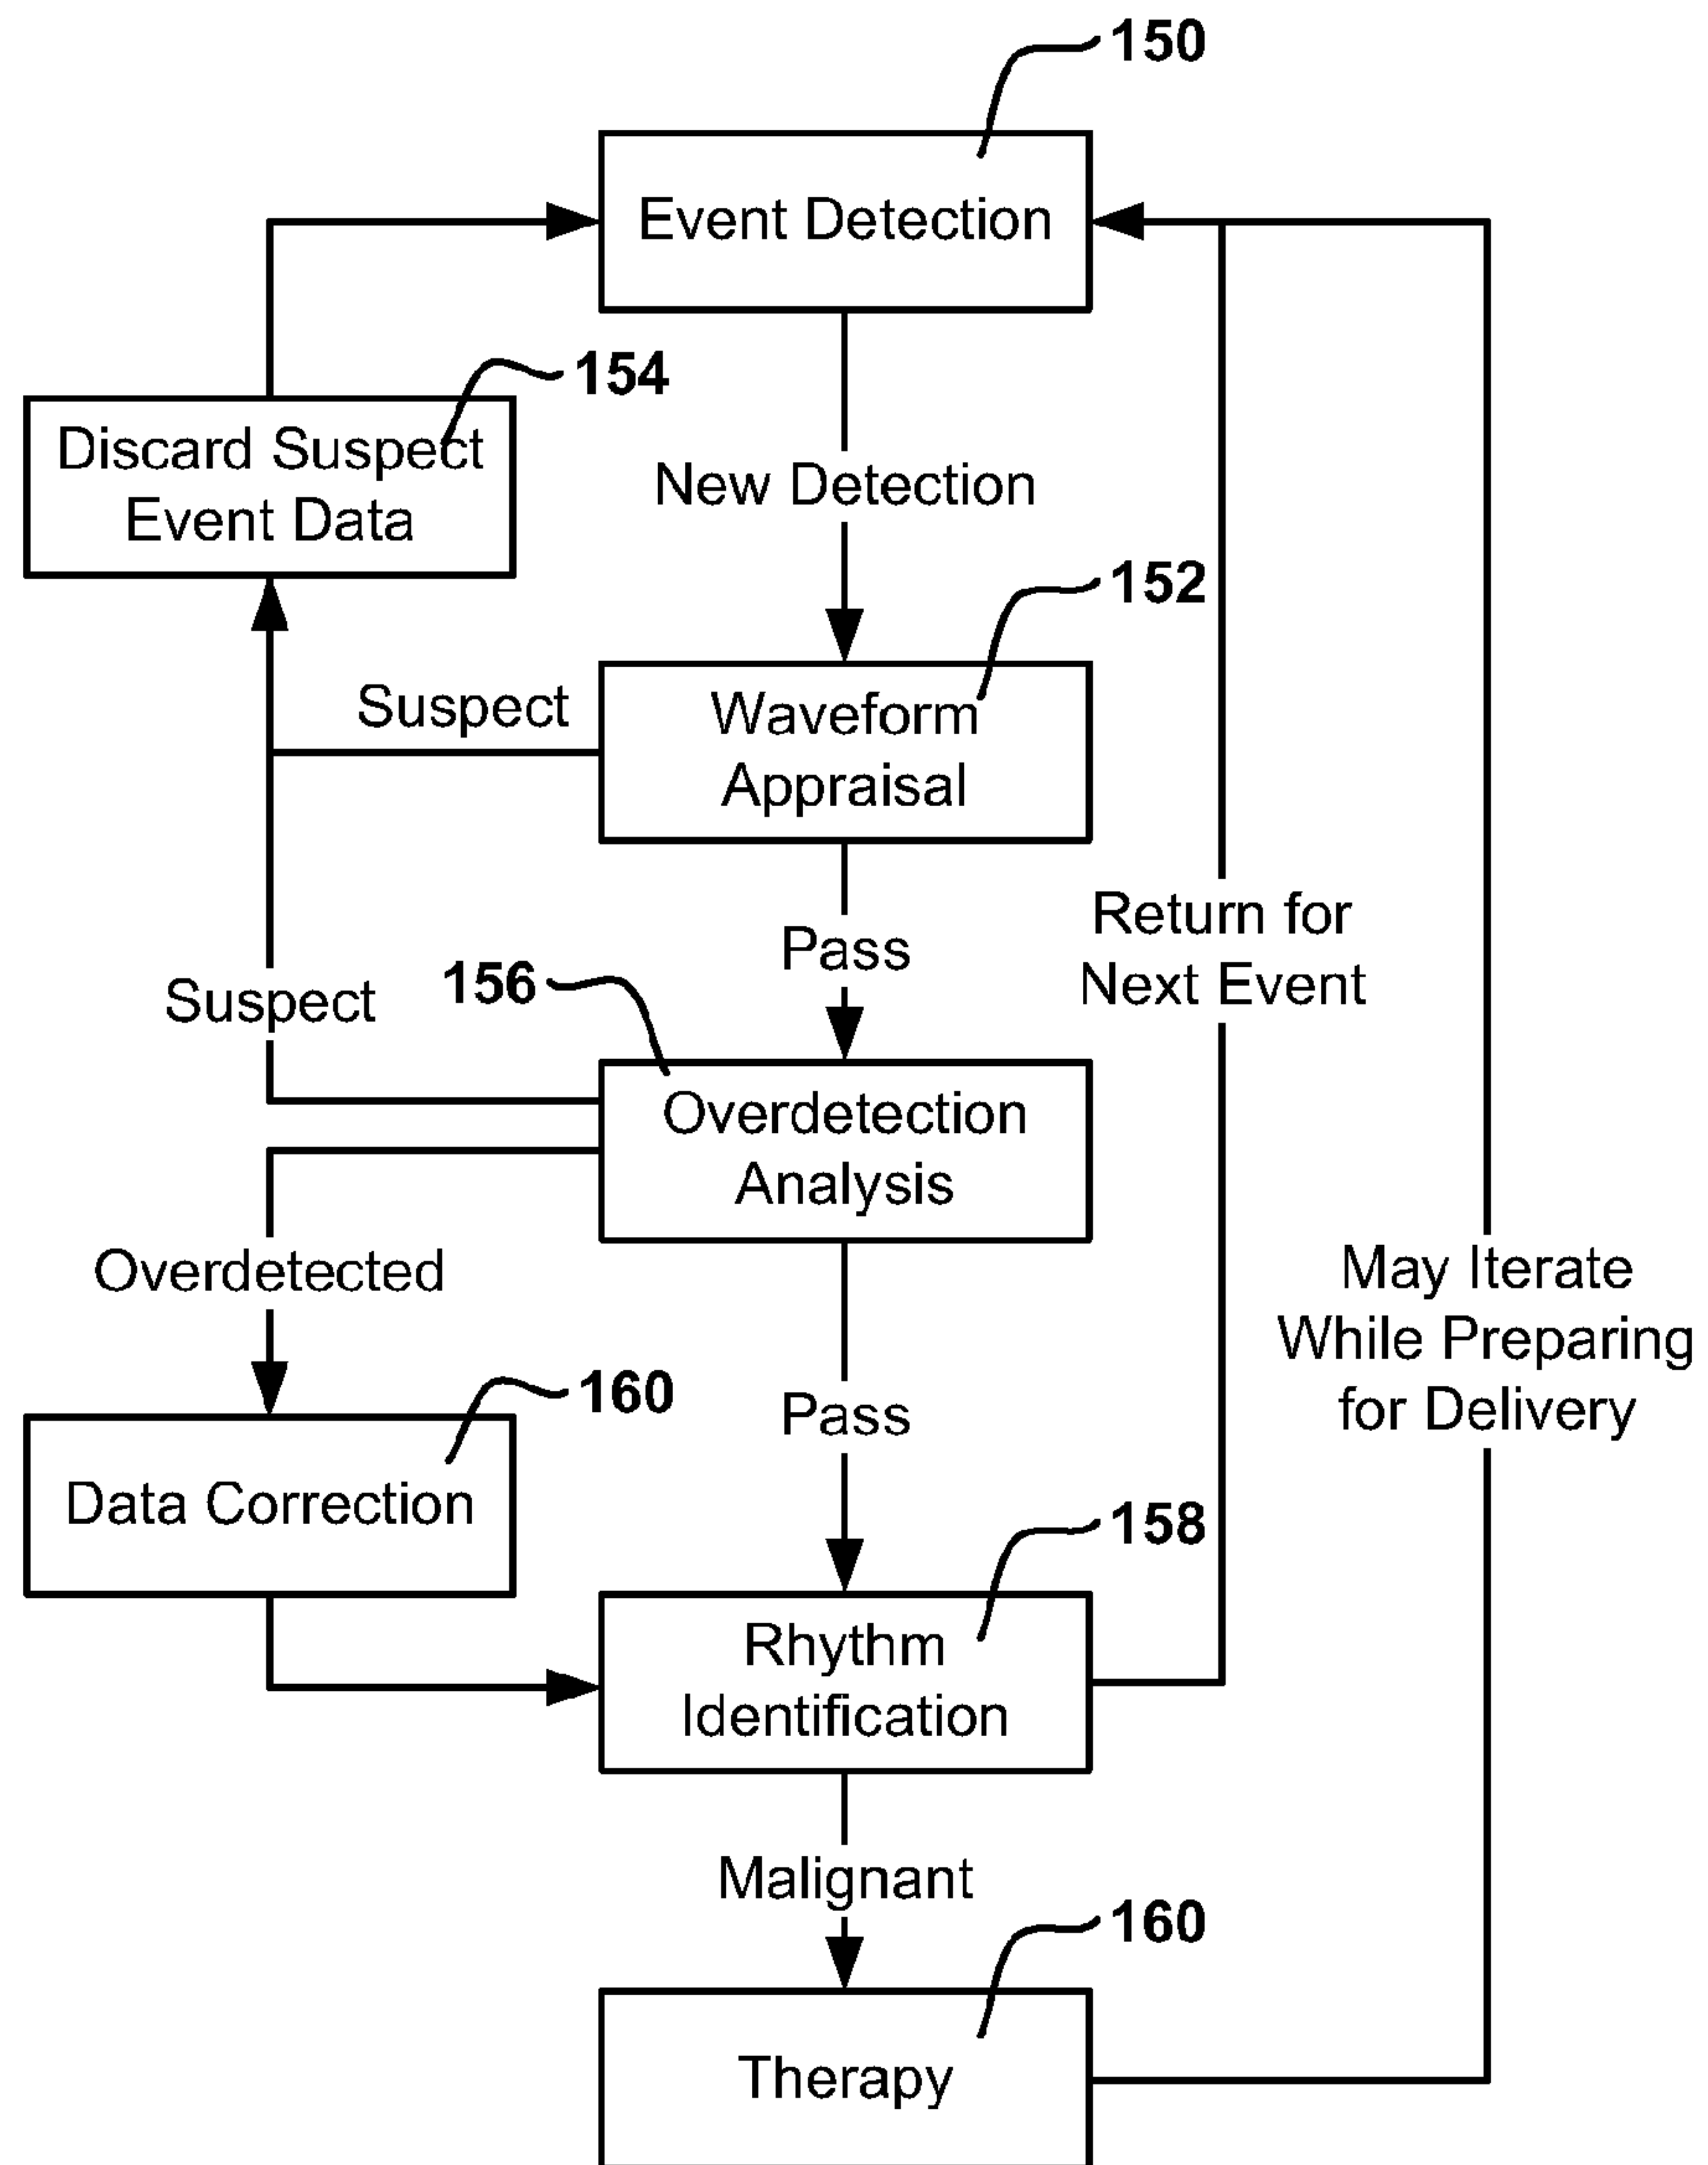 150
Event Detection
154
Discard Suspect
Event Data
New Detection
152
Suspect
Waveform
Appraisal
Return for
Next Event
Pass
156
Suspect
Overdetection
Analysis
Overdetected
May Iterate
While Preparing
for Delivery
160
Pass
Data Correction
158
Rhythm
Identification
Malignant
160
Therapy